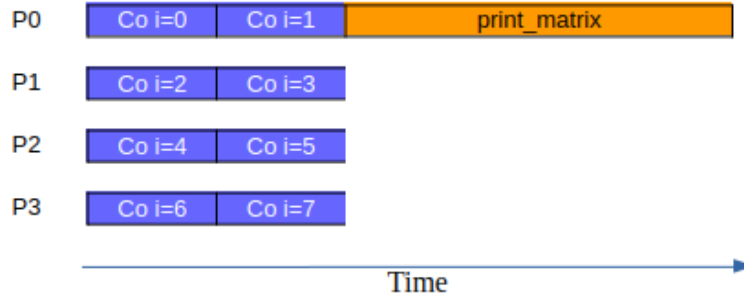 P0 Co i=0 Co i=1 print_matrix
P1 Co i=2 Co i=3
P2 Co i=4 Co i=5
P3 Co i=6 Co i=7
Time